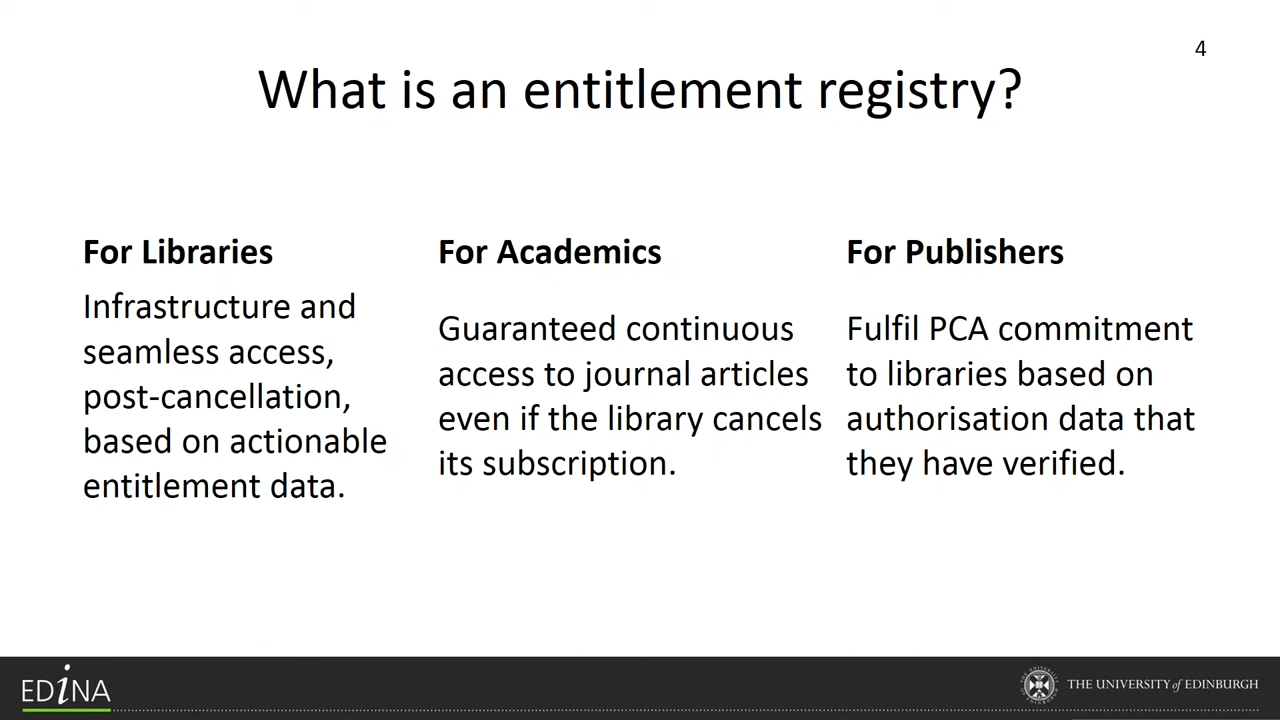 4
What is an entitlement registry?
For Libraries
Infrastructure and
seamless access,
post-cancellation,
based on actionable
entitlement data.
For Academics
Guaranteed continuous
access to journal articles
even if the library cancels
its subscription.
For Publishers
Fulfil PCA commitment
to libraries based on
authorisation data that
they have verified.
EDiNA
THE UNIVERSITY of EDINBURGH